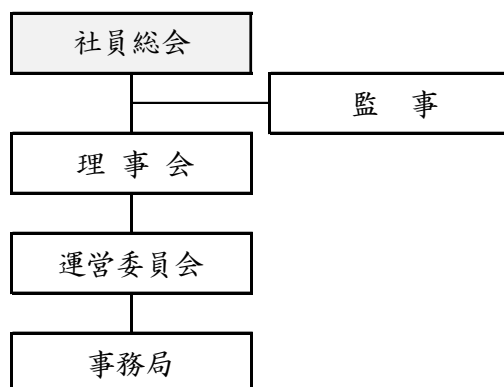 社員総会
監　事
理 事 会
運営委員会
事務局